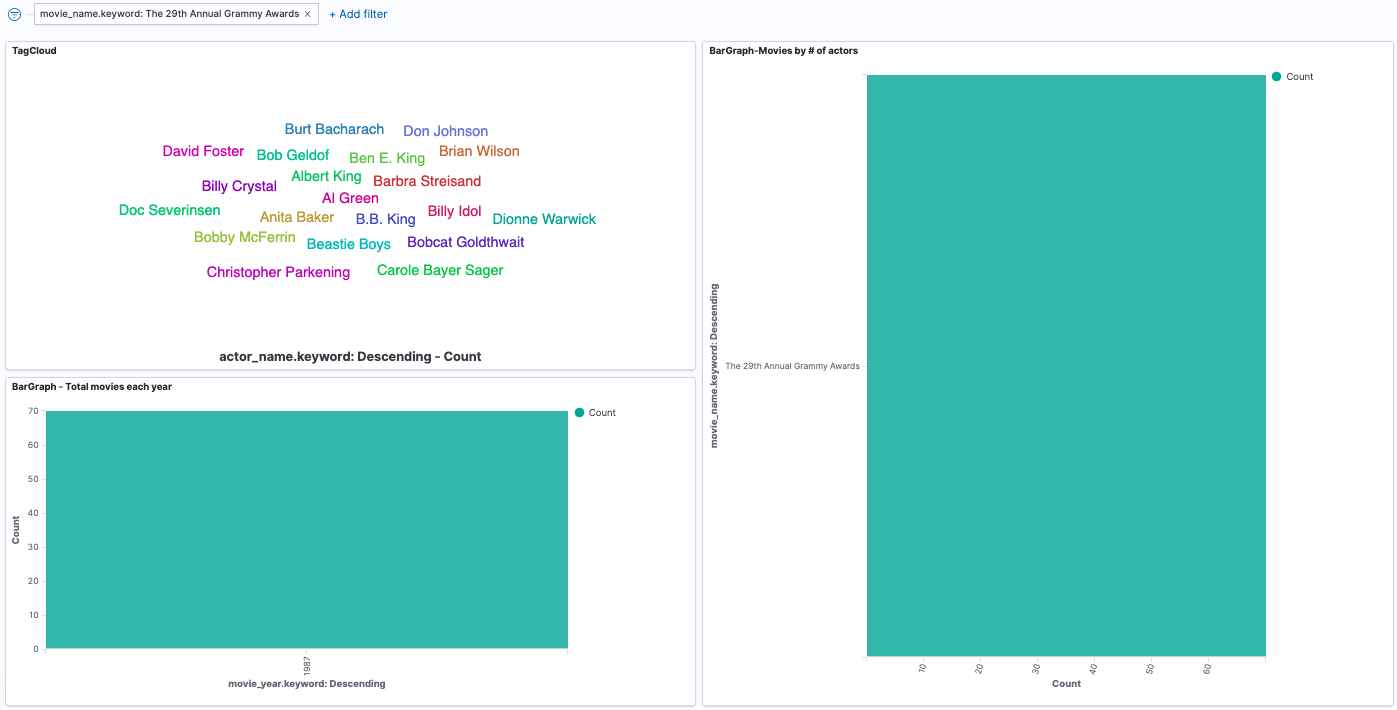 movie_name.keyword: The 29th Annual Grammy Awards ×
+ Add filter
TagCloud
Burt Bacharach
Don Johnson
David Foster
Bob Geldof
Ben E. King
Brian Wilson
Albert King
Barbra Streisand
Billy Crystal
Al Green
Doc Severinsen
Anita Baker
B.B. King
Billy Idol
Dionne Warwick
Bobby McFerrin
Beastie Boys
Bobcat Goldthwait
Christopher Parkening
Carole Bayer Sager
actor_name.keyword: Descending - Count
BarGraph - Total movies each year
Count
70
60
50
40
30
20
10
0
Count
1987
movie_year.keyword: Descending
BarGraph-Movies by # of actors
Count
movie_name.keyword: Descending
The 29th Annual Grammy Awards
10
20
30
40
50
60
Count